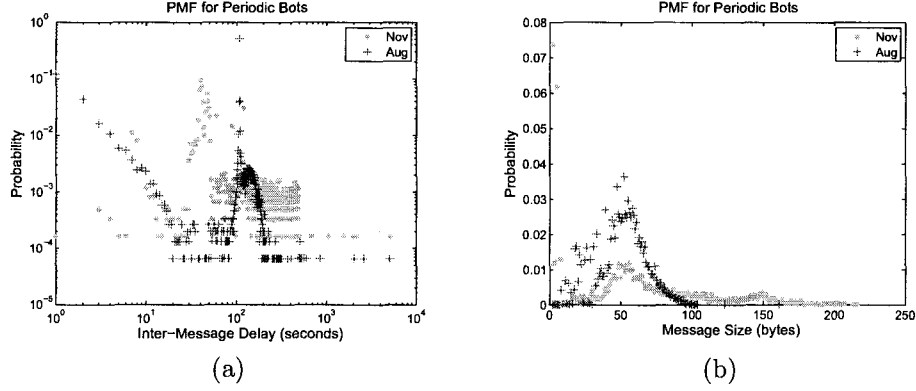 PMF for Periodic Bots
Nov
Aug
10^0
10^-1
10^-2
10^-3
10^-4
10^-5
Probability
10^0 10^1 10^2 10^3 10^4
Inter-Message Delay (seconds)
(a)
PMF for Periodic Bots
Nov
Aug
0.08
0.07
0.06
0.05
0.04
0.03
0.02
0.01
0
Probability
0 50 100 150 200 250
Message Size (bytes)
(b)